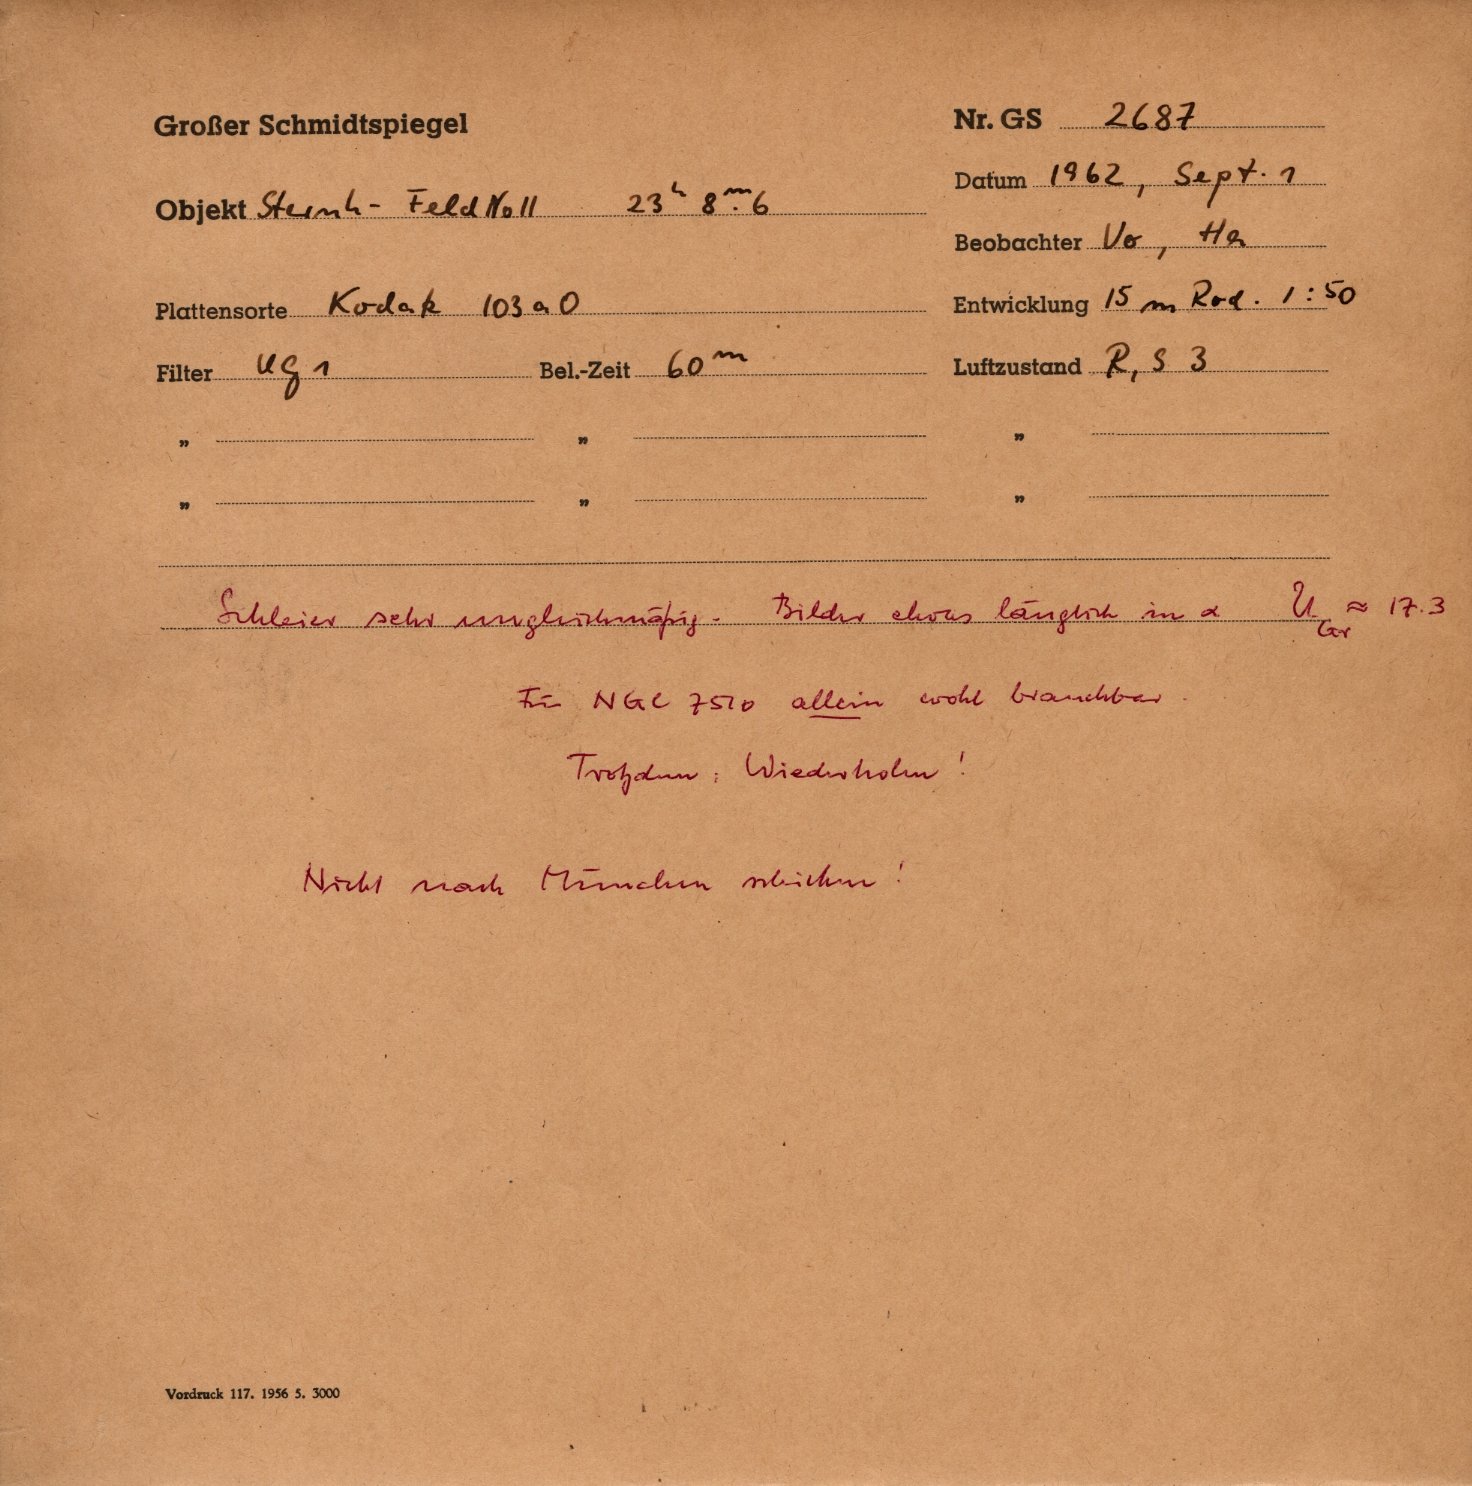 Großer Schmidtspiegel
Nr. GS 2687
Datum 1962, Sept. 1
Objekt Sternh- Feld No 11 23ʰ 8ᵐ.6
Beobachter Vo, Ha
Plattensorte Kodak 103 a O
Entwicklung 15 m Rod. 1:50
Filter UG 1 Bel.-Zeit 60ᵐ
Luftzustand R, S 3
" " "
" " "
Schleier sehr ungleichmäßig. Bilder etwas länglich in α U Gr ≈ 17.3
Für NGC 7510 allein wohl brauchbar.
Trotzdem: Wiederholen!
Nicht nach München schicken!
Vordruck 117. 1956 5. 3000